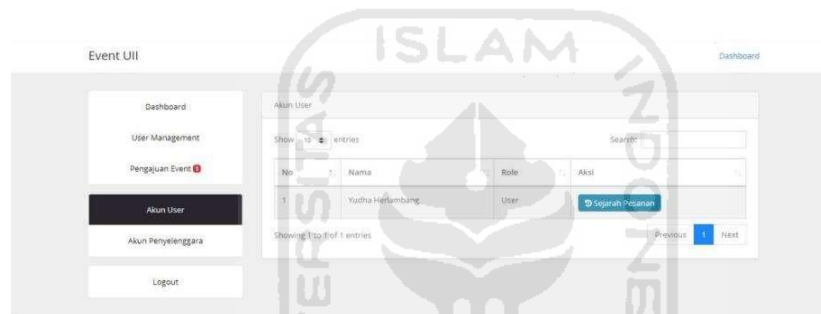 ISLAM
Event UII
Dashboard
Dashboard
User Management
Pengajuan Event 1
Akun User
Akun Penyelenggara
Logout
Akun User
Show 10 entries
Search:
No Nama Role Aksi
1 Yudha Herlambang User Sejarah Pesanan
Showing 1 to 1 of 1 entries
Previous 1 Next